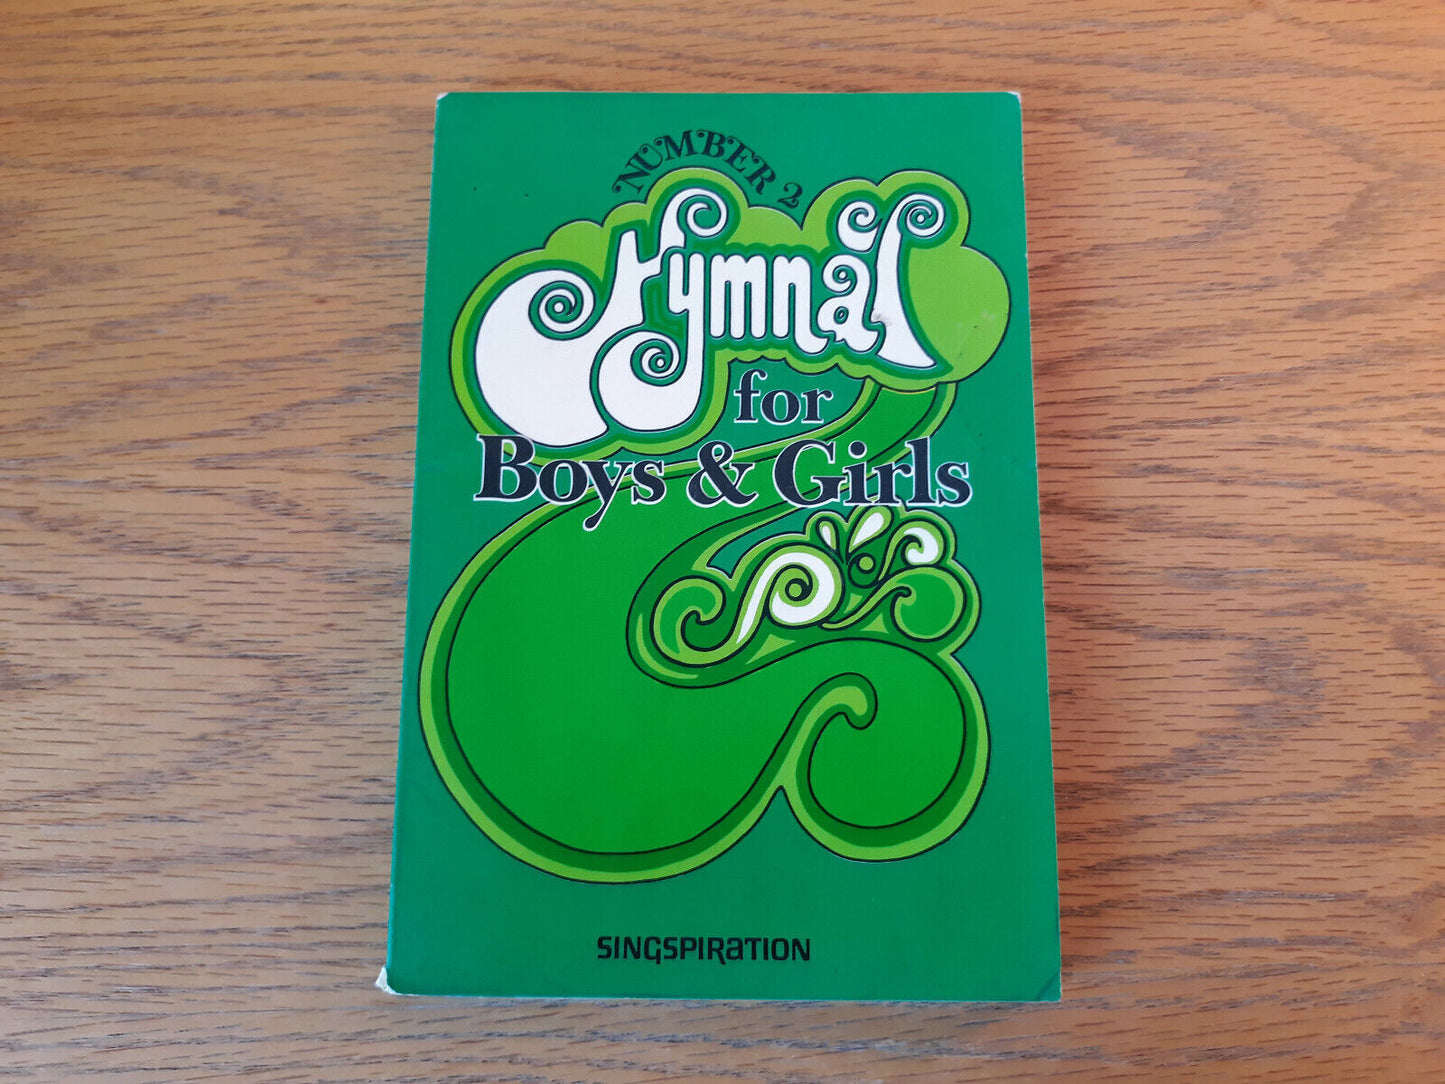 NUMBER 2
Hymnal
for
Boys & Girls
SINGSPIRaTION